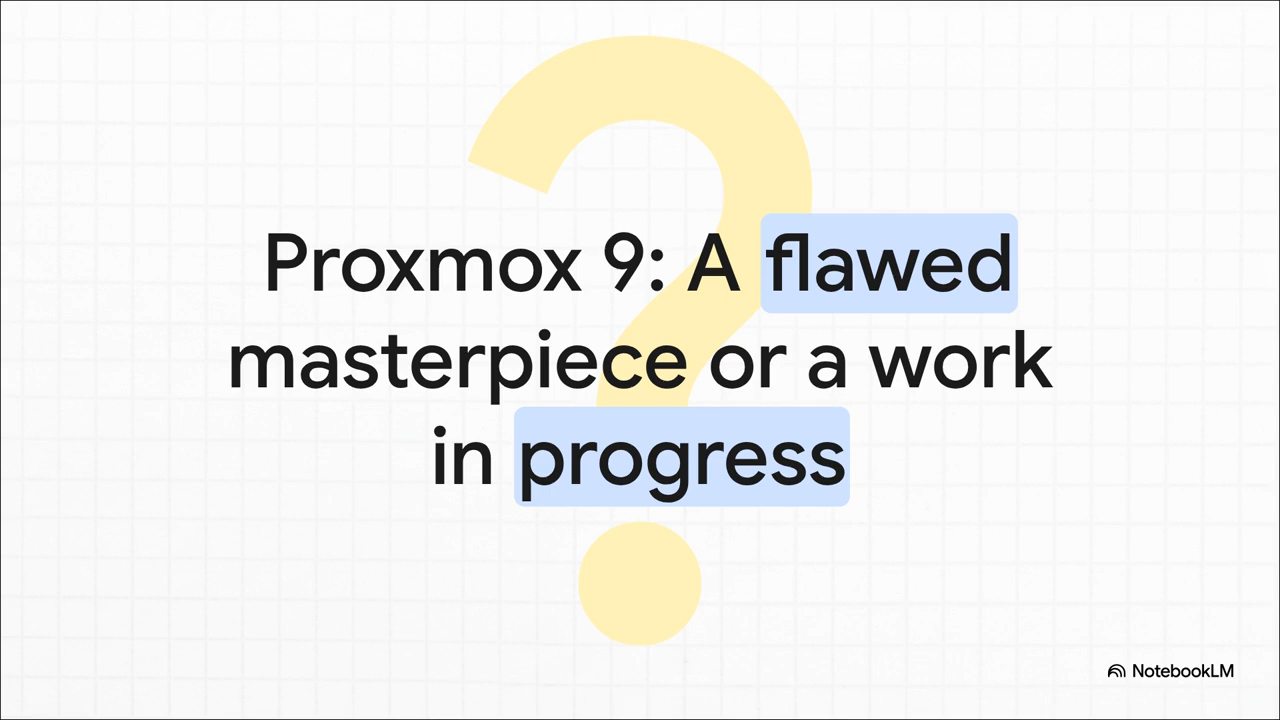 Proxmox 9: A flawed
masterpiece or a work
in progress
?
NotebookLM